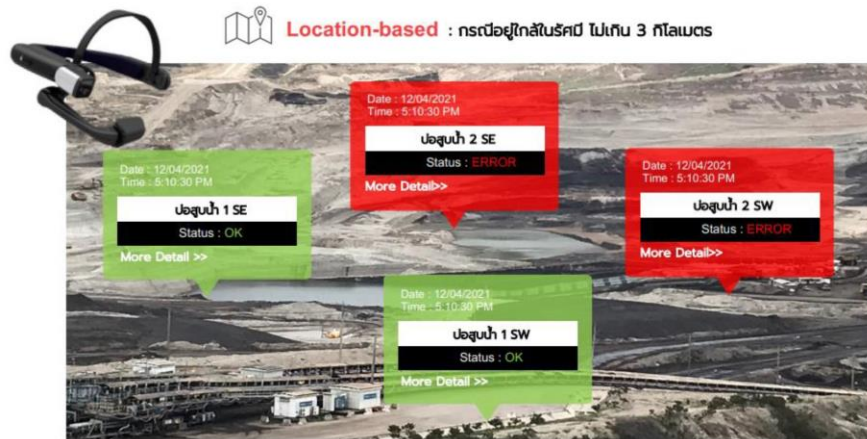 Location-based : กรณีอยู่ใกล้ในรัศมี ไม่เกิน 3 กิโลเมตร
Date : 12/04/2021
Time : 5:10:30 PM
บ่อสูบน้ำ 2 SE
Status : ERROR
More Detail>>
Date : 12/04/2021
Time : 5:10:30 PM
บ่อสูบน้ำ 1 SE
Status : OK
More Detail >>
Date : 12/04/2021
Time : 5:10:30 PM
บ่อสูบน้ำ 2 SW
Status : ERROR
More Detail>>
Date : 12/04/2021
Time : 5:10:30 PM
บ่อสูบน้ำ 1 SW
Status : OK
More Detail >>